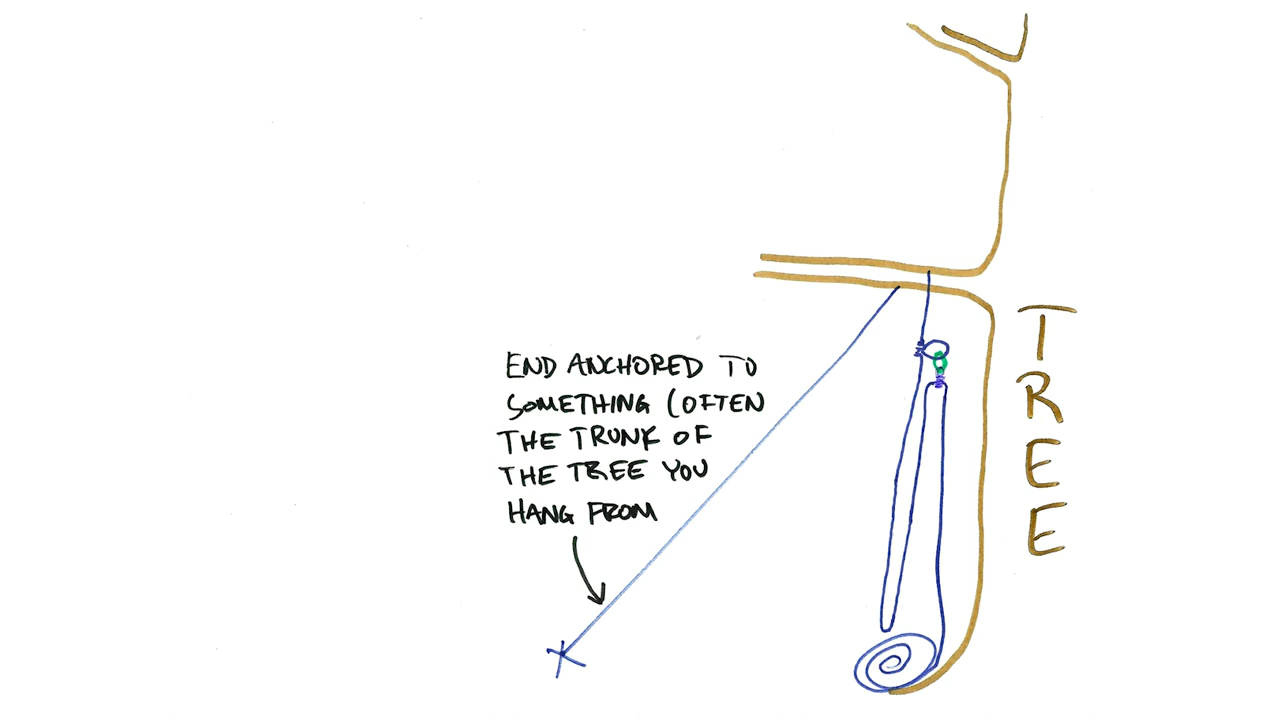 END ANCHORED TO
SOMETHING (OFTEN
THE TRUNK OF
THE TREE YOU
HANG FROM
TREE